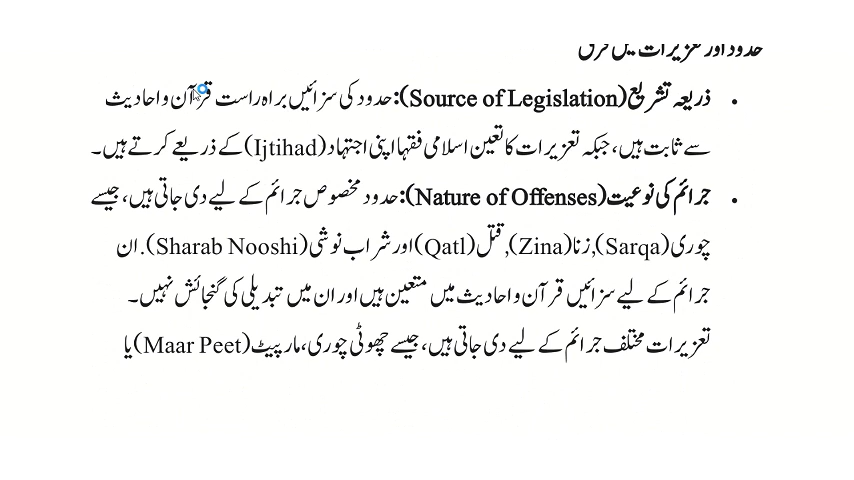 حدود اور تعزیرات میں فرق
• ذریعہ تشریع(Source of Legislation): حدود کی سزائیں براہ راست قرآن و احادیث
سے ثابت ہیں، جبکہ تعزیرات کا تعین اسلامی فقہا اپنی اجتہاد(Ijtihad) کے ذریعے کرتے ہیں۔
• جرائم کی نوعیت(Nature of Offenses): حدود مخصوص جرائم کے لیے دی جاتی ہیں، جیسے
چوری(Sarqa), زنا(Zina), قتل(Qatl) اور شراب نوشی(Sharab Nooshi). ان
جرائم کے لیے سزائیں قرآن و احادیث میں متعین ہیں اور ان میں تبدیلی کی گنجائش نہیں۔
تعزیرات مختلف جرائم کے لیے دی جاتی ہیں، جیسے چھوٹی چوری، مار پیٹ(Maar Peet) یا